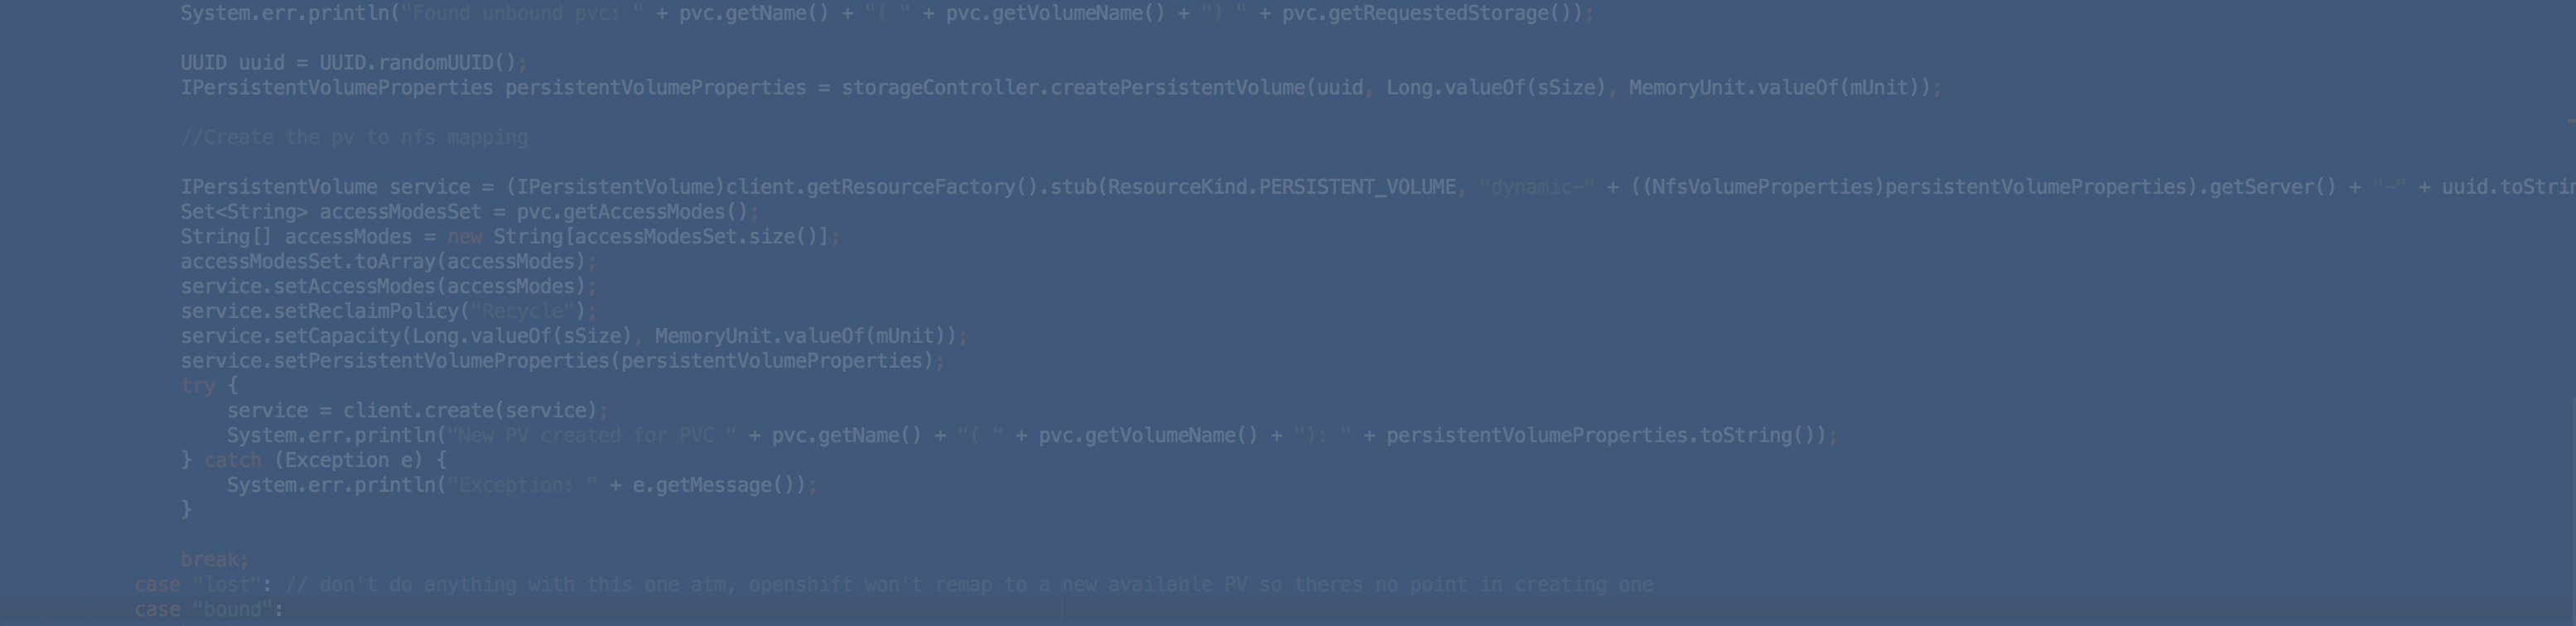 System.err.println("Found unbound pvc: " + pvc.getName() + "( " + pvc.getVolumeName() + ") " + pvc.getRequestedStorage());
UUID uuid = UUID.randomUUID();
IPersistentVolumeProperties persistentVolumeProperties = storageController.createPersistentVolume(uuid, Long.valueOf(sSize), MemoryUnit.valueOf(mUnit));
//Create the pv to nfs mapping
IPersistentVolume service = (IPersistentVolume)client.getResourceFactory().stub(ResourceKind.PERSISTENT_VOLUME, "dynamic-" + ((NfsVolumeProperties)persistentVolumeProperties).getServer() + "-" + uuid.toStrin
Set<String> accessModesSet = pvc.getAccessModes();
String[] accessModes = new String[accessModesSet.size()];
accessModesSet.toArray(accessModes);
service.setAccessModes(accessModes);
service.setReclaimPolicy("Recycle");
service.setCapacity(Long.valueOf(sSize), MemoryUnit.valueOf(mUnit));
service.setPersistentVolumeProperties(persistentVolumeProperties);
try {
service = client.create(service);
System.err.println("New PV created for PVC " + pvc.getName() + "( " + pvc.getVolumeName() + "): " + persistentVolumeProperties.toString());
} catch (Exception e) {
System.err.println("Exception: " + e.getMessage());
}
break;
case "lost": // don't do anything with this one atm, openshift won't remap to a new available PV so theres no point in creating one
case "bound":